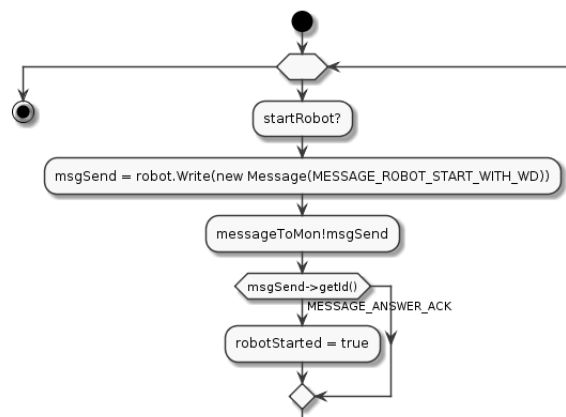 startRobot?
msgSend = robot.Write(new Message(MESSAGE_ROBOT_START_WITH_WD))
messageToMon!msgSend
msgSend->getId()
MESSAGE_ANSWER_ACK
robotStarted = true